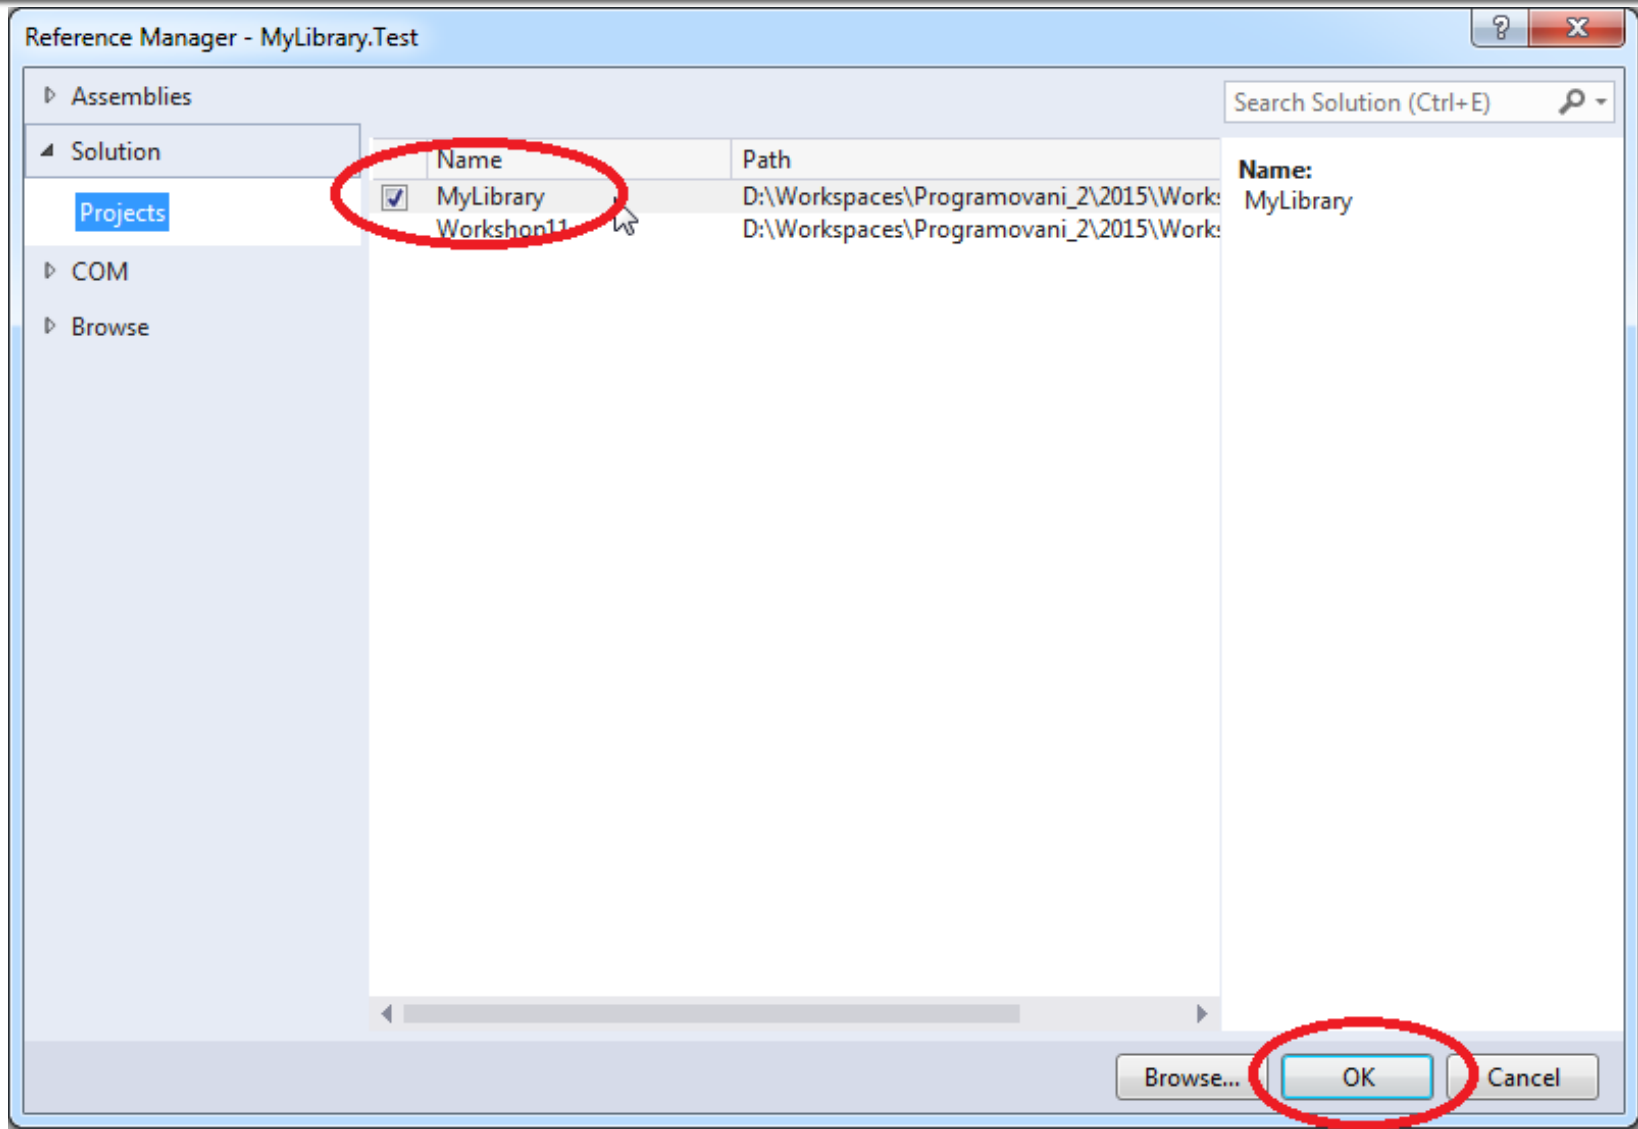 Reference Manager - MyLibrary.Test
Assemblies
Search Solution (Ctrl+E)
Solution
Projects
COM
Browse
Name Path
MyLibrary D:\Workspaces\Programovani_2\2015\Works
Workshop11 D:\Workspaces\Programovani_2\2015\Works
Name:
MyLibrary
Browse... OK Cancel